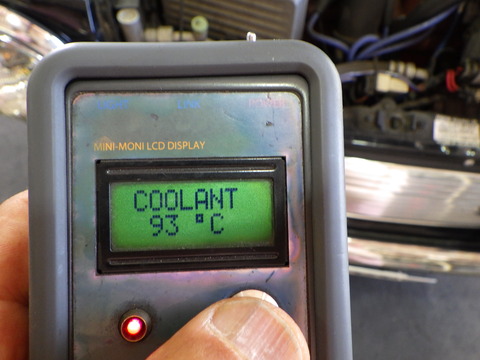 MINI-MONI LCD DISPLAY
COOLANT
93 °C